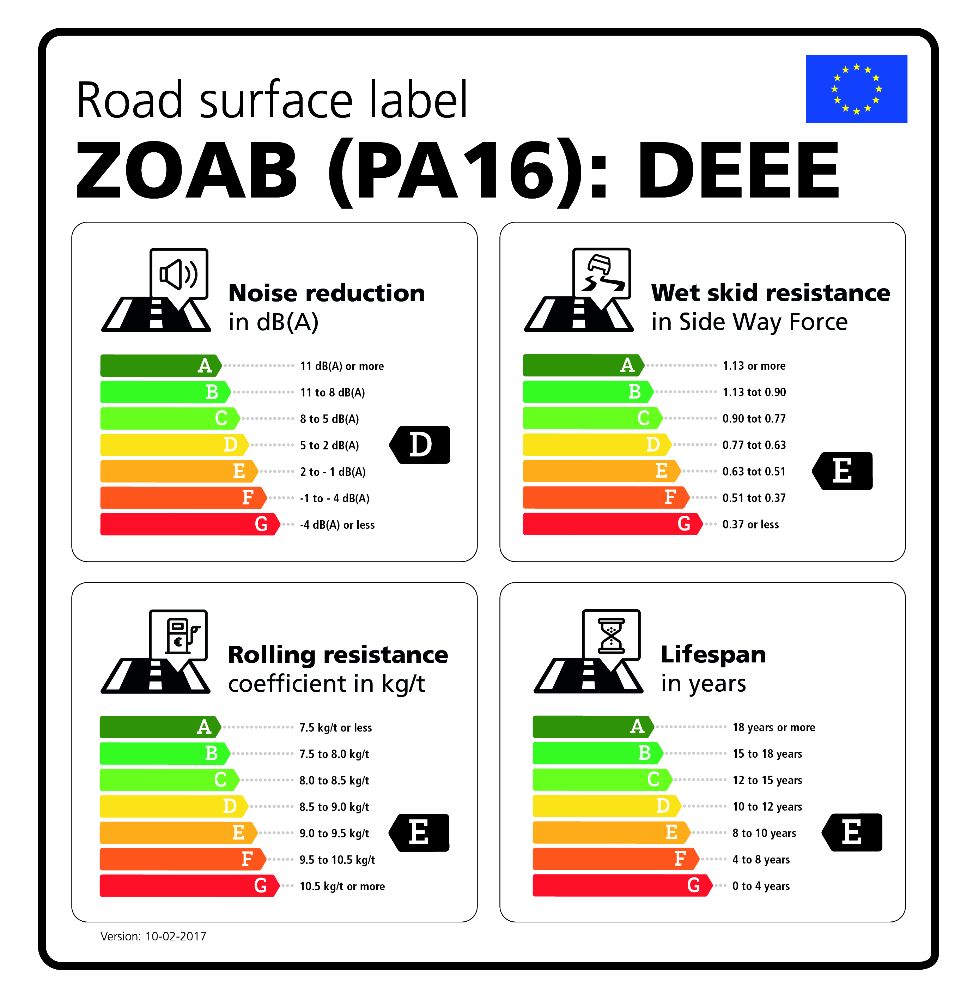 Road surface label
ZOAB (PA16): DEEE
Noise reduction
in dB(A)
A 11 dB(A) or more
B 11 to 8 dB(A)
C 8 to 5 dB(A)
D 5 to 2 dB(A) D
E 2 to - 1 dB(A)
F -1 to - 4 dB(A)
G -4 dB(A) or less
Wet skid resistance
in Side Way Force
A 1.13 or more
B 1.13 tot 0.90
C 0.90 tot 0.77
D 0.77 tot 0.63
E 0.63 tot 0.51 E
F 0.51 tot 0.37
G 0.37 or less
€
Rolling resistance
coefficient in kg/t
A 7.5 kg/t or less
B 7.5 to 8.0 kg/t
C 8.0 to 8.5 kg/t
D 8.5 to 9.0 kg/t
E 9.0 to 9.5 kg/t E
F 9.5 to 10.5 kg/t
G 10.5 kg/t or more
Lifespan
in years
A 18 years or more
B 15 to 18 years
C 12 to 15 years
D 10 to 12 years
E 8 to 10 years E
F 4 to 8 years
G 0 to 4 years
Version: 10-02-2017